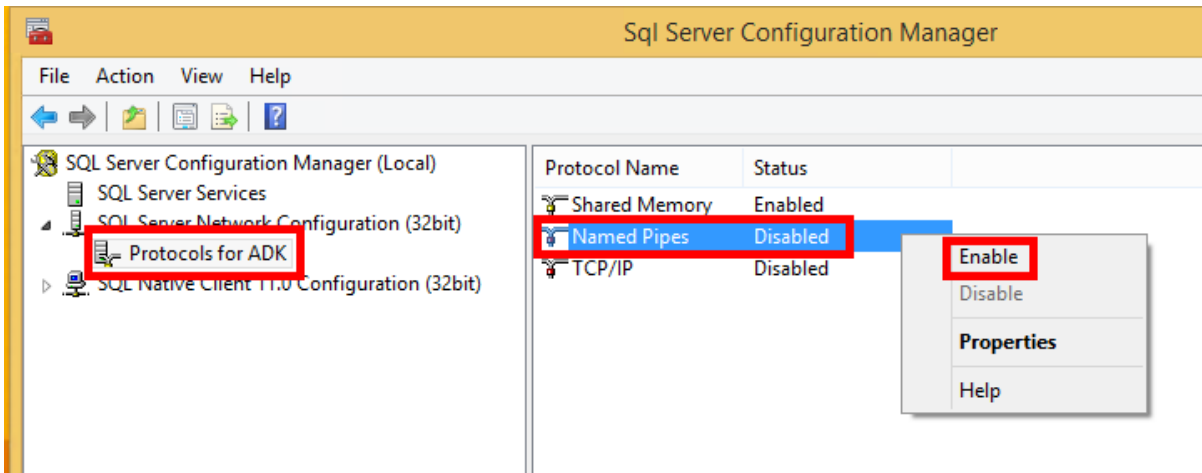 Sql Server Configuration Manager
File Action View Help
SQL Server Configuration Manager (Local)
SQL Server Services
SQL Server Network Configuration (32bit)
Protocols for ADK
SQL Native Client 11.0 Configuration (32bit)
Protocol Name Status
Shared Memory Enabled
Named Pipes Disabled
TCP/IP Disabled
Enable
Disable
Properties
Help